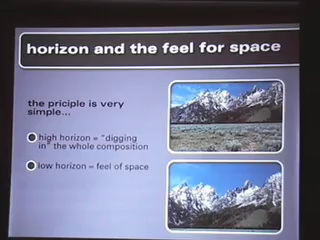 horizon and the feel for space
the priciple is very
simple...
high horizon = "digging
in" the whole composition
low horizon = feel of space